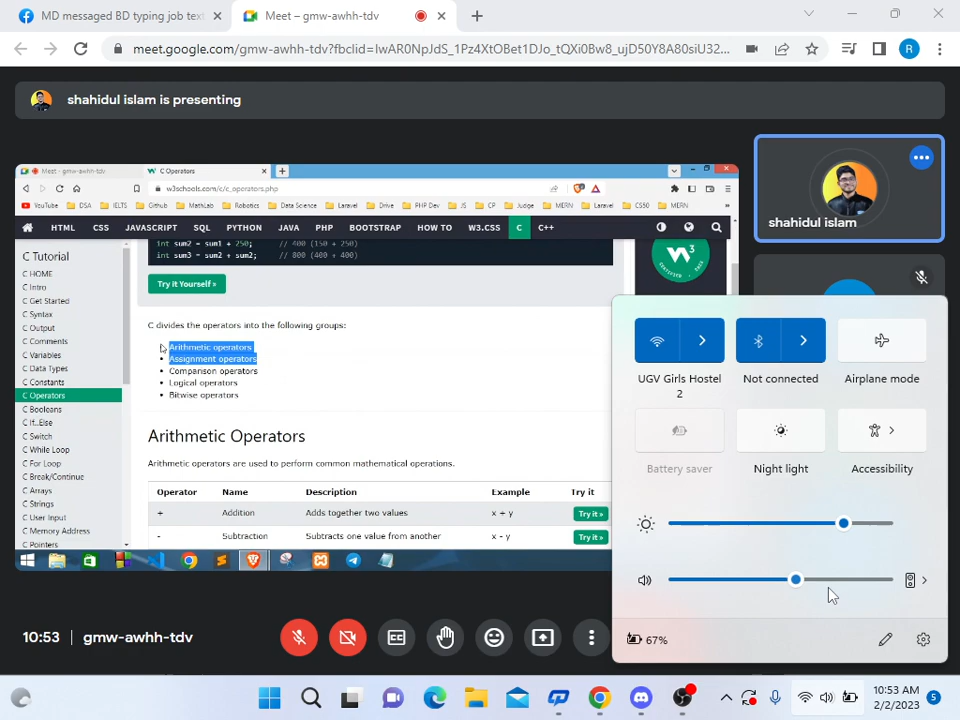 MD messaged BD typing job text
Meet – gmw-awhh-tdv
meet.google.com/gmw-awhh-tdv?fbclid=IwAR0NpJdS_1Pz4XtOBet1DJo_tQXi0Bw8_ujD50Y8A80siU32...
R
shahidul islam is presenting
Meet - gmw-awhh-tdv
C Operators
w3schools.com/c/c_operators.php
YouTube
DSA
IELTS
Github
MathLab
Robotics
Data Science
Laravel
Drive
PHP Dev
JS
CP
Judge
MERN
Laravel
CS50
MERN
HTML
CSS
JAVASCRIPT
SQL
PYTHON
JAVA
PHP
BOOTSTRAP
HOW TO
W3.CSS
C
C++
C Tutorial
C HOME
C Intro
C Get Started
C Syntax
C Output
C Comments
C Variables
C Data Types
C Constants
C Operators
C Booleans
C If...Else
C Switch
C While Loop
C For Loop
C Break/Continue
C Arrays
C Strings
C User Input
C Memory Address
C Pointers
int sum2 = sum1 + 250; // 400 (150 + 250)
int sum3 = sum2 + sum2; // 800 (400 + 400)
Try it Yourself »
C divides the operators into the following groups:
Arithmetic operators
Assignment operators
Comparison operators
Logical operators
Bitwise operators
Arithmetic Operators
Arithmetic operators are used to perform common mathematical operations.
Operator Name Description Example Try it
+ Addition Adds together two values x + y Try it »
- Subtraction Subtracts one value from another x - y Try it »
shahidul islam
UGV Girls Hostel
2
Not connected
Airplane mode
Battery saver
Night light
Accessibility
67%
10:53 | gmw-awhh-tdv
10:53 AM
2/2/2023
5